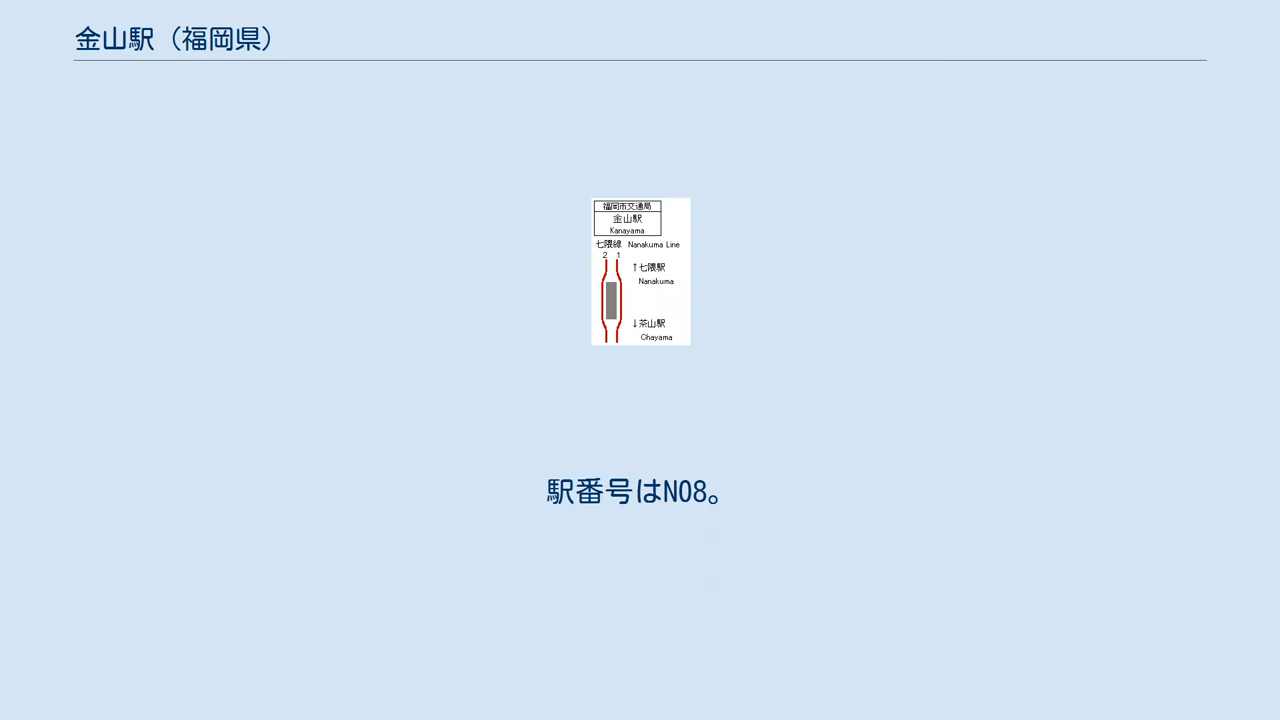 金山駅（福岡県）
福岡市交通局
金山駅
Kanayama
七隈線 Nanakuma Line
2 1
↑七隈駅
Nanakuma
↓茶山駅
Chayama
駅番号はN08。